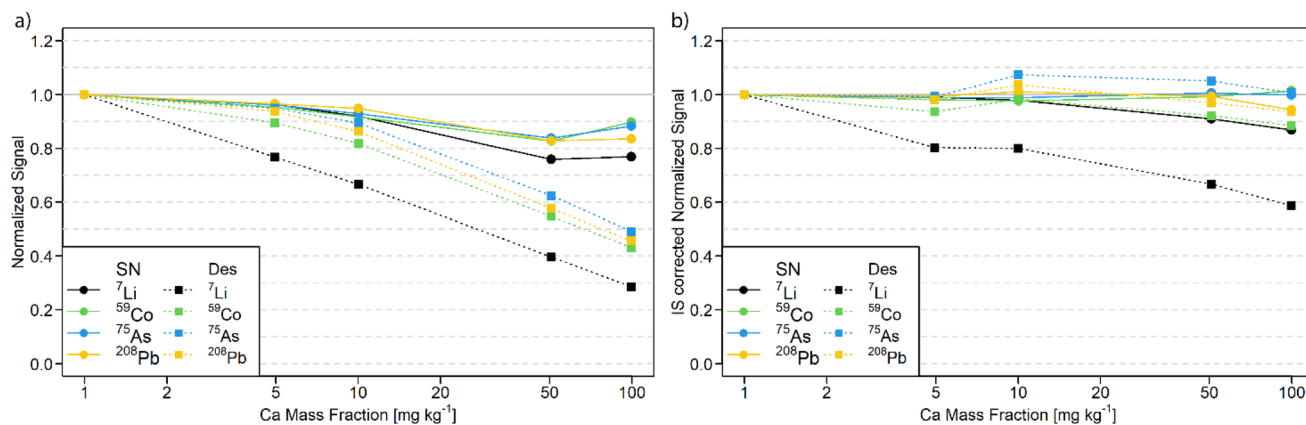 a)
Normalized Signal
1.2
1.0
0.8
0.6
0.4
0.2
0.0
SN Des
⁷Li ⁷Li
⁵⁹Co ⁵⁹Co
⁷⁵As ⁷⁵As
²⁰⁸Pb ²⁰⁸Pb
1 2 5 10 20 50 100
Ca Mass Fraction [mg kg⁻¹]
b)
IS corrected Normalized Signal
1.2
1.0
0.8
0.6
0.4
0.2
0.0
SN Des
⁷Li ⁷Li
⁵⁹Co ⁵⁹Co
⁷⁵As ⁷⁵As
²⁰⁸Pb ²⁰⁸Pb
1 2 5 10 20 50 100
Ca Mass Fraction [mg kg⁻¹]